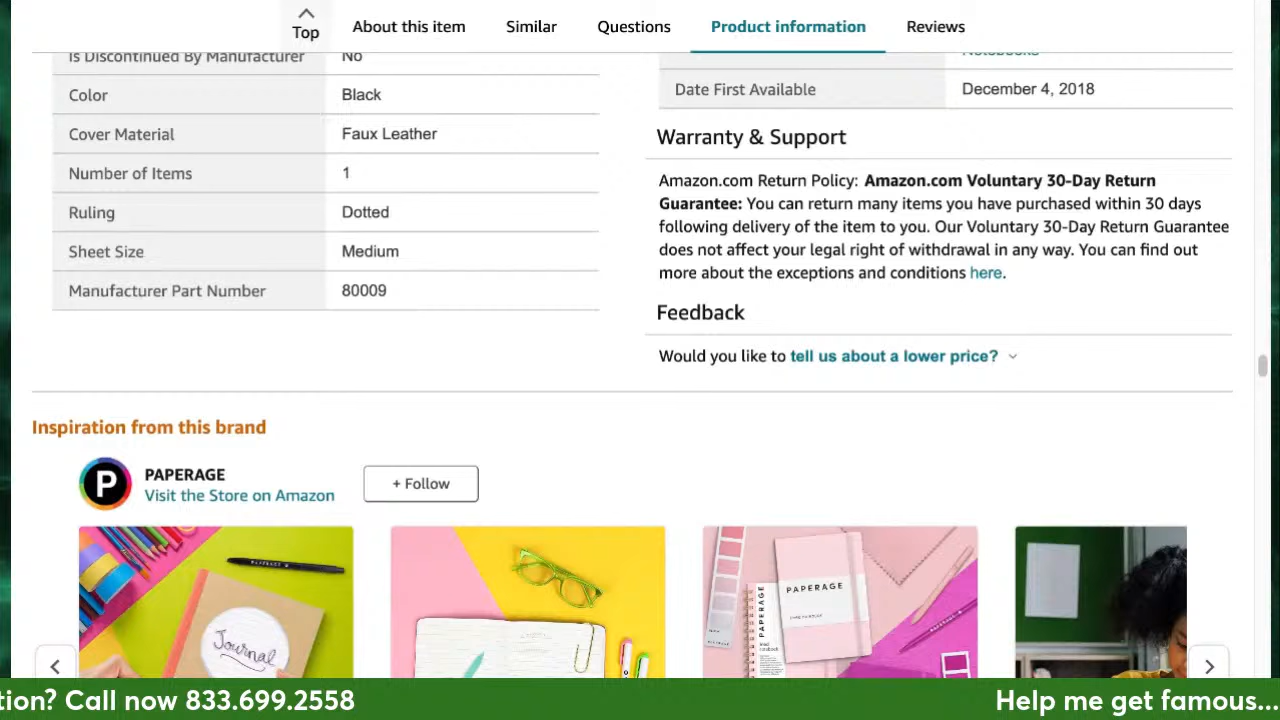 Top
About this item
Similar
Questions
Product information
Reviews
Is Discontinued By Manufacturer No
Color Black
Cover Material Faux Leather
Number of Items 1
Ruling Dotted
Sheet Size Medium
Manufacturer Part Number 80009
Notebooks
Date First Available December 4, 2018
Warranty & Support
Amazon.com Return Policy: Amazon.com Voluntary 30-Day Return
Guarantee: You can return many items you have purchased within 30 days
following delivery of the item to you. Our Voluntary 30-Day Return Guarantee
does not affect your legal right of withdrawal in any way. You can find out
more about the exceptions and conditions here.
Feedback
Would you like to tell us about a lower price?
Inspiration from this brand
P
PAPERAGE
Visit the Store on Amazon
+ Follow
PAPERAGE
Journal
PAPERAGE
PAPERAGE
tion? Call now 833.699.2558
Help me get famous...